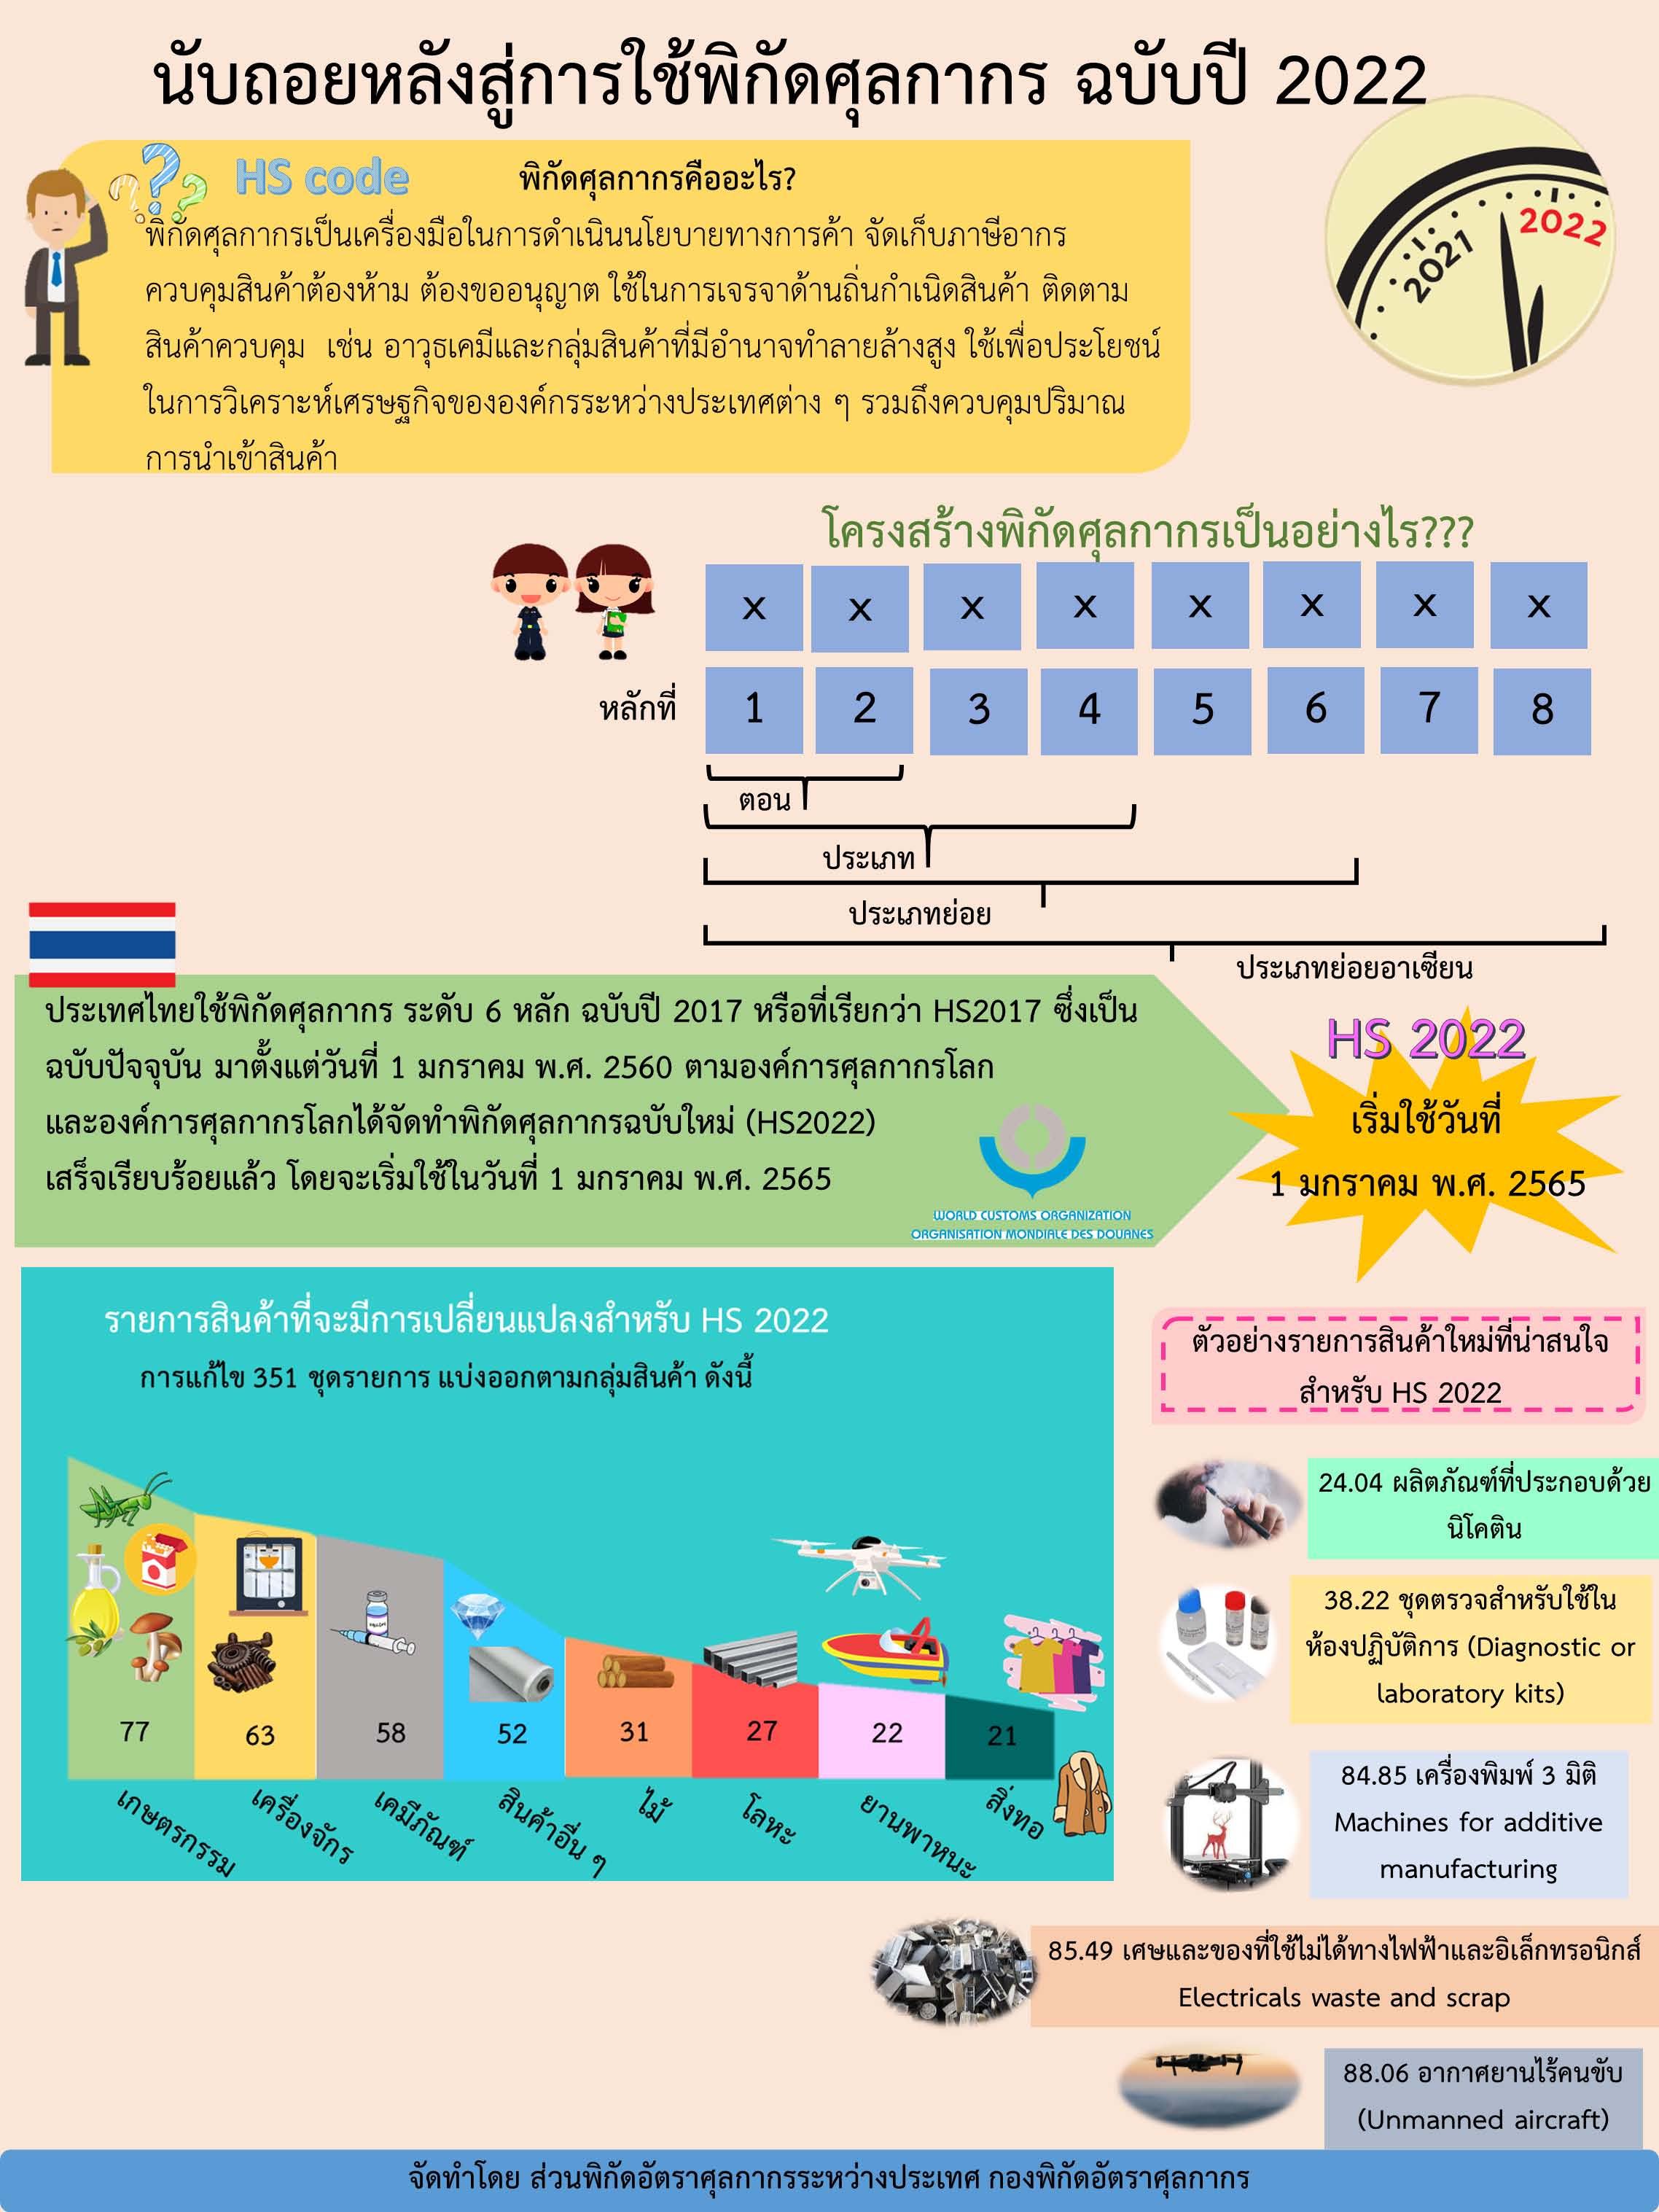 นับถอยหลังสู่การใช้พิกัดศุลกากร ฉบับปี 2022
???
HS code
พิกัดศุลกากรคืออะไร?
พิกัดศุลกากรเป็นเครื่องมือในการดำเนินนโยบายทางการค้า จัดเก็บภาษีอากร
ควบคุมสินค้าต้องห้าม ต้องขออนุญาต ใช้ในการเจรจาด้านถิ่นกำเนิดสินค้า ติดตาม
สินค้าควบคุม เช่น อาวุธเคมีและกลุ่มสินค้าที่มีอำนาจทำลายล้างสูง ใช้เพื่อประโยชน์
ในการวิเคราะห์เศรษฐกิจขององค์กรระหว่างประเทศต่าง ๆ รวมถึงควบคุมปริมาณ
การนำเข้าสินค้า
2021
2022
โครงสร้างพิกัดศุลกากรเป็นอย่างไร???
x x x x x x x x
หลักที่ 1 2 3 4 5 6 7 8
ตอน
ประเภท
ประเภทย่อย
ประเภทย่อยอาเซียน
ประเทศไทยใช้พิกัดศุลกากร ระดับ 6 หลัก ฉบับปี 2017 หรือที่เรียกว่า HS2017 ซึ่งเป็น
ฉบับปัจจุบัน มาตั้งแต่วันที่ 1 มกราคม พ.ศ. 2560 ตามองค์การศุลกากรโลก
และองค์การศุลกากรโลกได้จัดทำพิกัดศุลกากรฉบับใหม่ (HS2022)
เสร็จเรียบร้อยแล้ว โดยจะเริ่มใช้ในวันที่ 1 มกราคม พ.ศ. 2565
WORLD CUSTOMS ORGANIZATION
ORGANISATION MONDIALE DES DOUANES
HS 2022
เริ่มใช้วันที่
1 มกราคม พ.ศ. 2565
รายการสินค้าที่จะมีการเปลี่ยนแปลงสำหรับ HS 2022
การแก้ไข 351 ชุดรายการ แบ่งออกตามกลุ่มสินค้า ดังนี้
77 63 58 52 31 27 22 21
เกษตรกรรม
เครื่องจักร
เคมีภัณฑ์
สินค้าอื่น ๆ
ไม้
โลหะ
ยานพาหนะ
สิ่งทอ
ตัวอย่างรายการสินค้าใหม่ที่น่าสนใจ
สำหรับ HS 2022
24.04 ผลิตภัณฑ์ที่ประกอบด้วย
นิโคติน
38.22 ชุดตรวจสำหรับใช้ใน
ห้องปฏิบัติการ (Diagnostic or
laboratory kits)
84.85 เครื่องพิมพ์ 3 มิติ
Machines for additive
manufacturing
85.49 เศษและของที่ใช้ไม่ได้ทางไฟฟ้าและอิเล็กทรอนิกส์
Electricals waste and scrap
88.06 อากาศยานไร้คนขับ
(Unmanned aircraft)
จัดทำโดย ส่วนพิกัดอัตราศุลกากรระหว่างประเทศ กองพิกัดอัตราศุลกากร